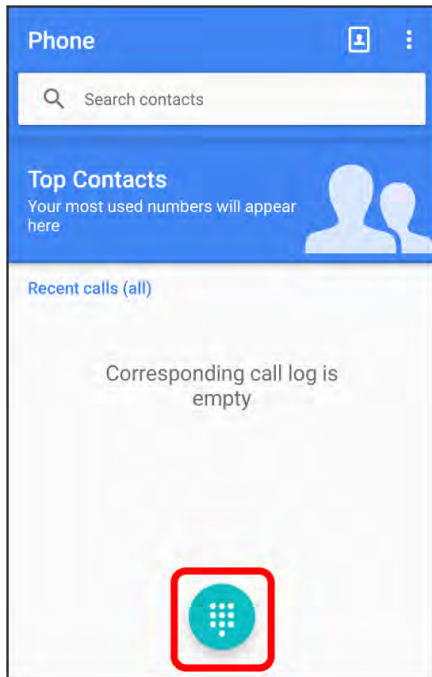 Phone
Search contacts
Top Contacts
Your most used numbers will appear
here
Recent calls (all)
Corresponding call log is
empty